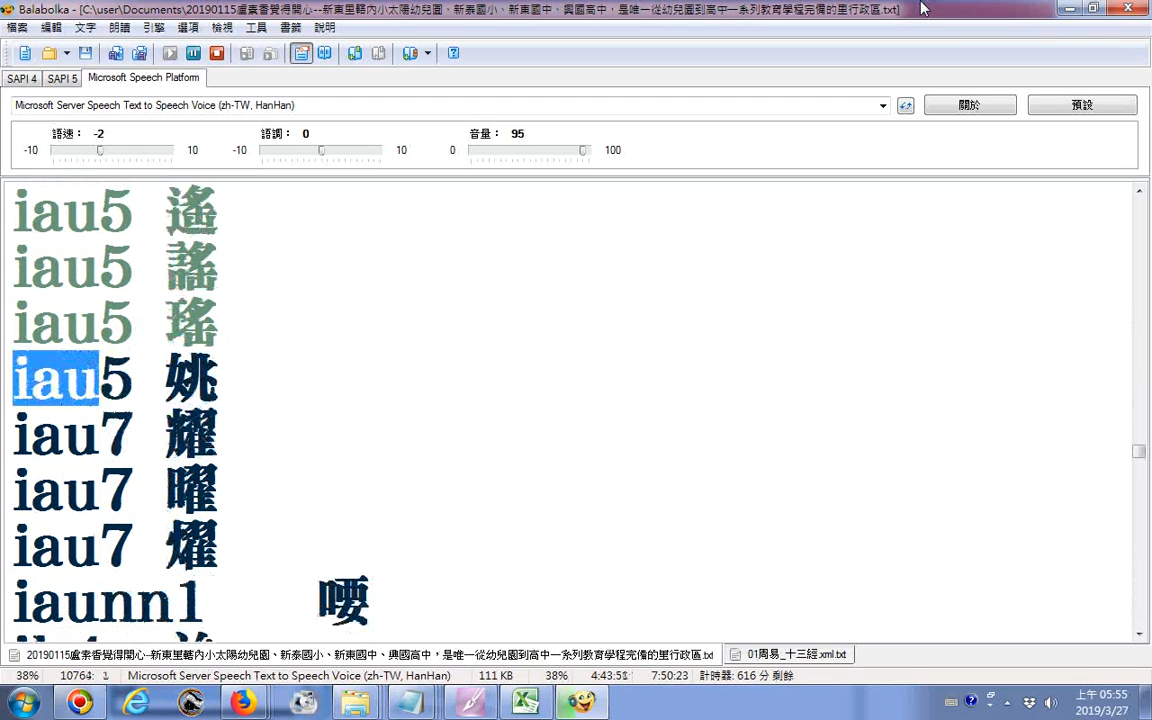 Balabolka - [C:\user\Documents\20190115盧素香覺得開心--新東里轄內小太陽幼兒園、新泰國小、新東國中、興國高中，是唯一從幼兒園到高中一系列教育學程完備的里行政區.txt]
檔案 編輯 文字 朗讀 引擎 選項 檢視 工具 書籤 說明
SAPI 4 SAPI 5 Microsoft Speech Platform
Microsoft Server Speech Text to Speech Voice (zh-TW, HanHan) 關於 預設
語速： -2 語調： 0 音量： 95
-10 10 -10 10 0 100
iau5 遙
iau5 謠
iau5 瑤
iau5 姚
iau7 耀
iau7 曜
iau7 燿
iaunn1 喓
20190115盧素香覺得開心--新東里轄內小太陽幼兒園、新泰國小、新東國中、興國高中，是唯一從幼兒園到高中一系列教育學程完備的里行政區.txt 01周易_十三經.xml.txt
38% 10764: Microsoft Server Speech Text to Speech Voice (zh-TW, HanHan) 111 KB 38% 4:43:51 7:50:23 計時器: 616 分 剩餘
上午 05:55
2019/3/27